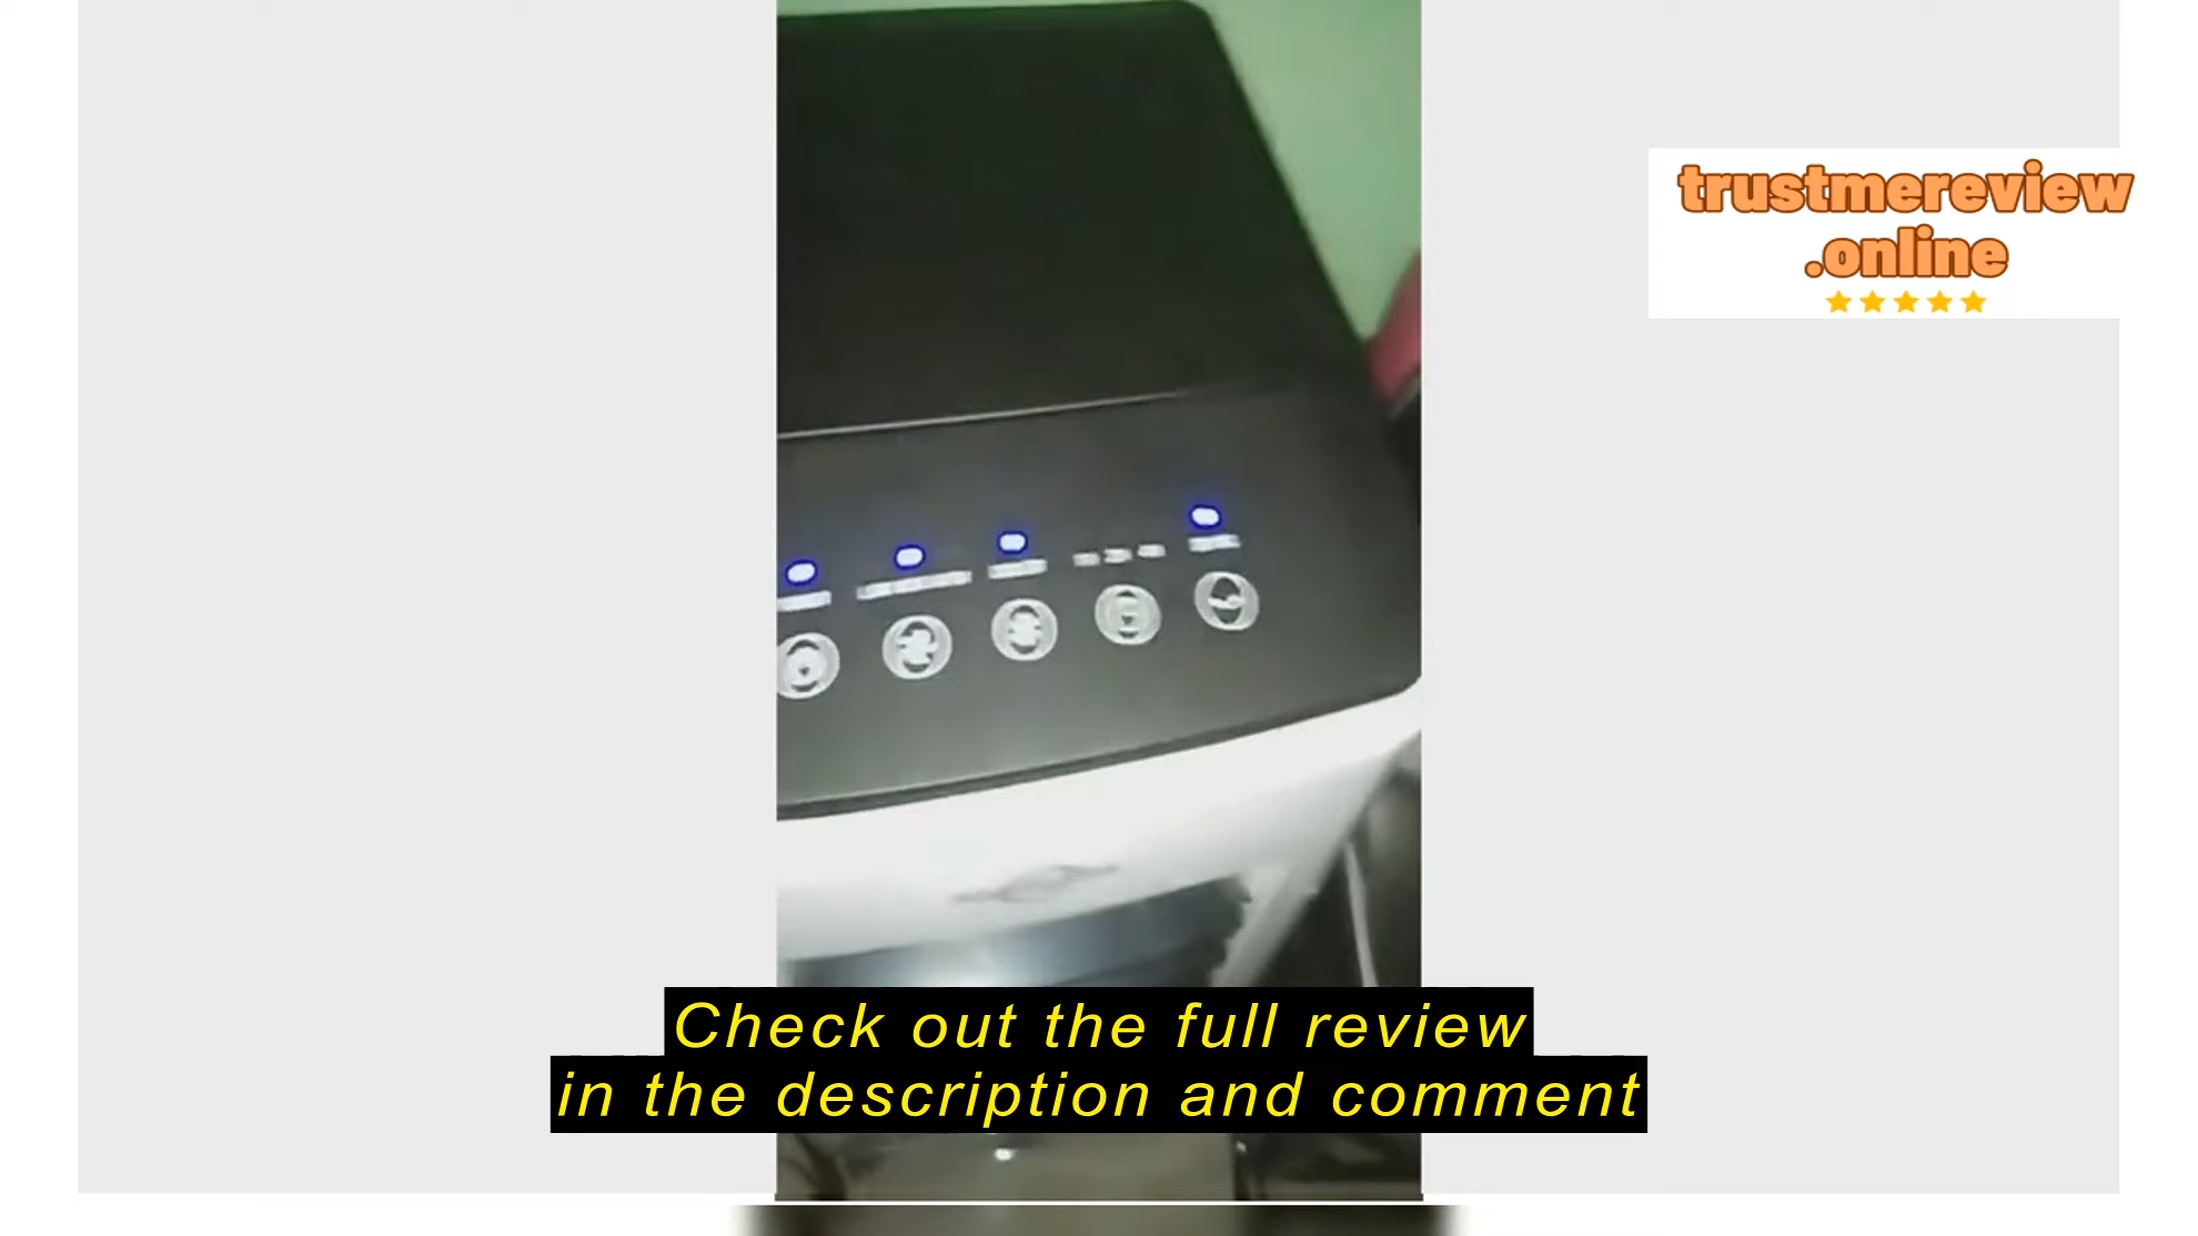 trustmereview
.online
Check out the full review
in the description and comment